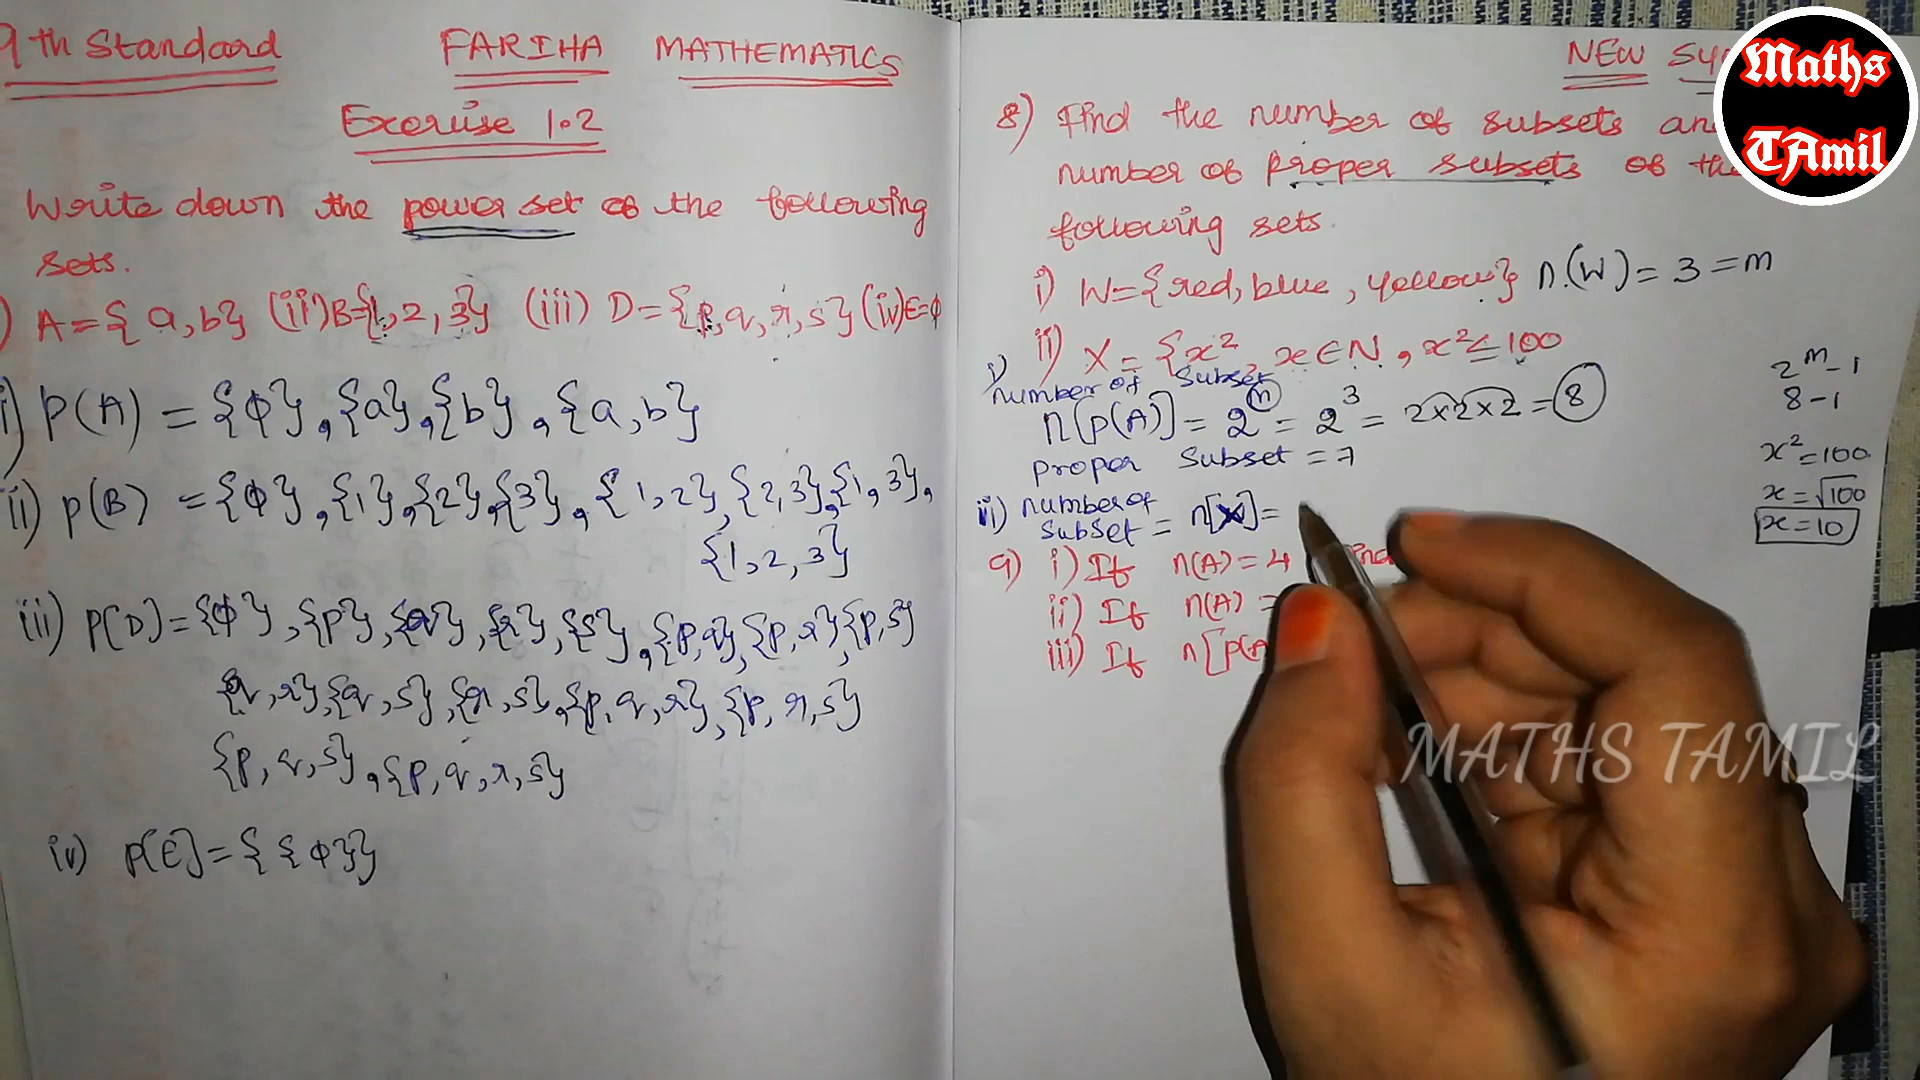 9th Standard FARIHA MATHEMATICS
Exercise 1.2
Write down the power set of the following
sets.
) A={a,b} (ii) B={1,2,3} (iii) D={p,q,r,s} (iv) E=ϕ
i) P(A) = {ϕ},{a},{b},{a,b}
ii) P(B) = {ϕ},{1},{2},{3},{1,2},{2,3},{1,3},
{1,2,3}
iii) P[D]={ϕ},{p},{q},{r},{s},{p,q},{p,r},{p,s}
{q,r},{q,s},{r,s},{p,q,r},{p,r,s}
{p,q,s},{p,q,r,s}
iv) P[E]={{ϕ}}
NEW
Maths
TAmil
8) Find the number of subsets
number of proper subsets of
following sets.
i) W={red,blue,yellow} n(W)=3=m
ii) X={x², x∈N, x²≤100
i) number of Subset
n[P(A)]=2^m=2^3=2×2×2=8
proper Subset=7
2^m-1
8-1
x²=100
x=√100
x=10
ii) number of
Subset = n[X]=
9) i) If n(A)=4
ii) If n(A)=
iii) If n[P(A
MATHS TAMIL